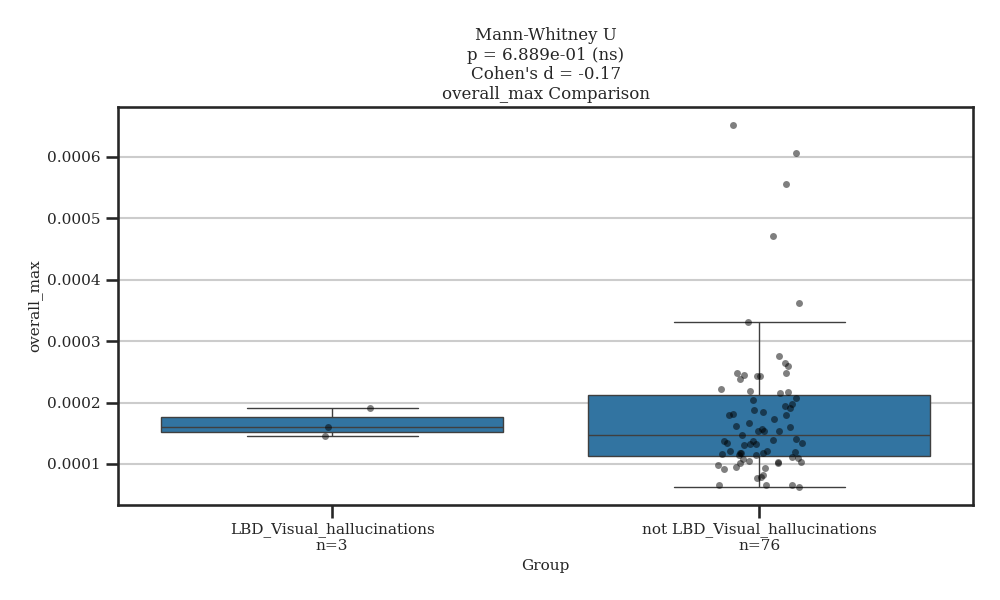 Mann-Whitney U
p = 6.889e-01 (ns)
Cohen's d = -0.17
overall_max Comparison
0.0006
0.0005
0.0004
0.0003
0.0002
0.0001
overall_max
LBD_Visual_hallucinations
n=3
not LBD_Visual_hallucinations
n=76
Group